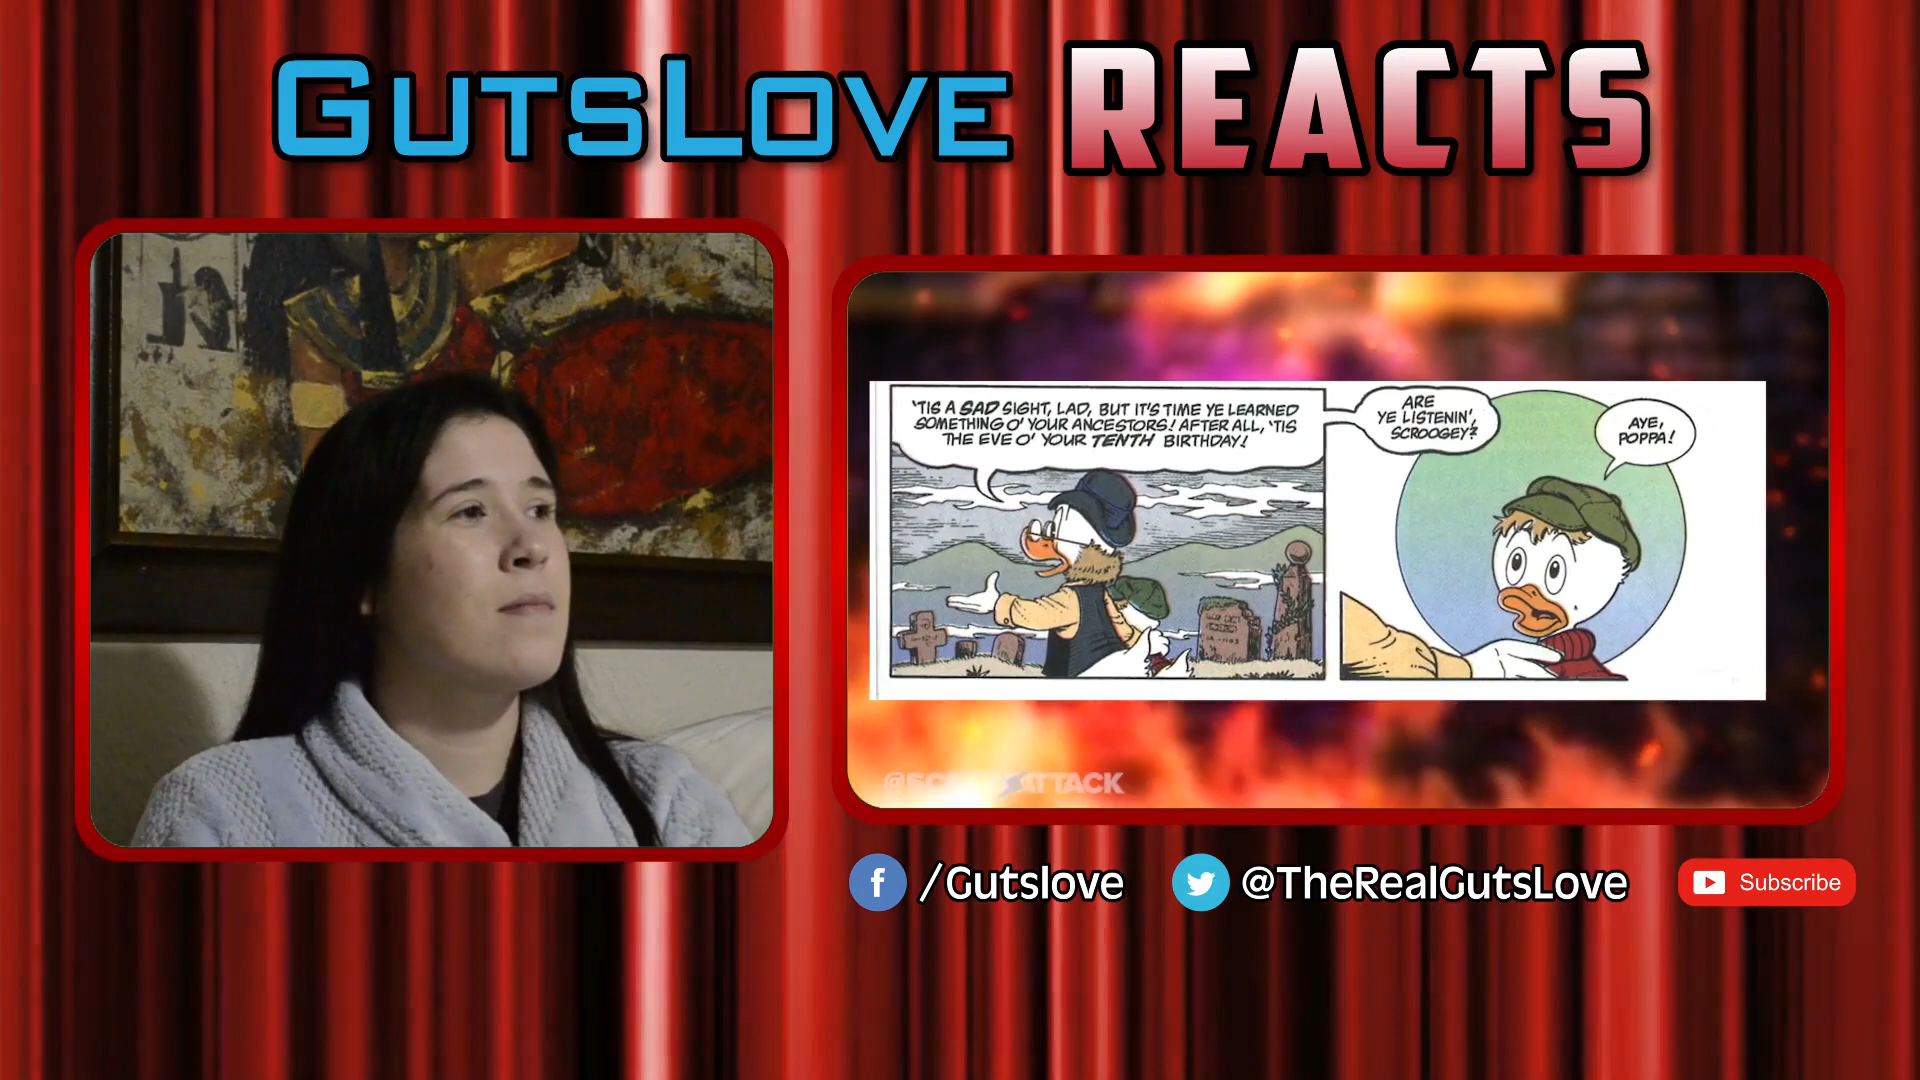 GUTSLOVE REACTS
'TIS A SAD SIGHT, LAD, BUT IT'S TIME YE LEARNED
SOMETHING O' YOUR ANCESTORS! AFTER ALL, 'TIS
THE EVE O' YOUR TENTH BIRTHDAY!
ARE
YE LISTENIN',
SCROOGEY?
AYE,
POPPA!
/Gutslove
@TheRealGutsLove
Subscribe